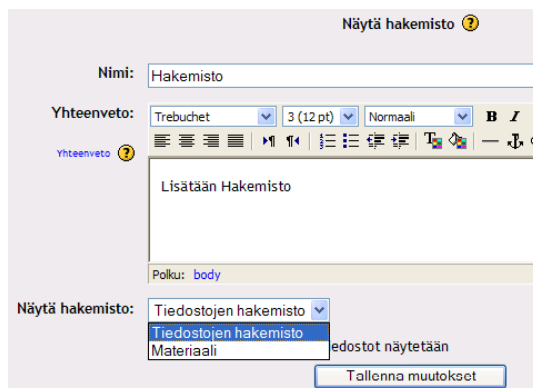 Näytä hakemisto ?
Nimi: Hakemisto
Yhteenveto: Trebuchet 3 (12 pt) Normaali B I
Yhteenveto ?
Lisätään Hakemisto
Polku: body
Näytä hakemisto: Tiedostojen hakemisto
Tiedostojen hakemisto
Materiaali edostot näytetään
Tallenna muutokset